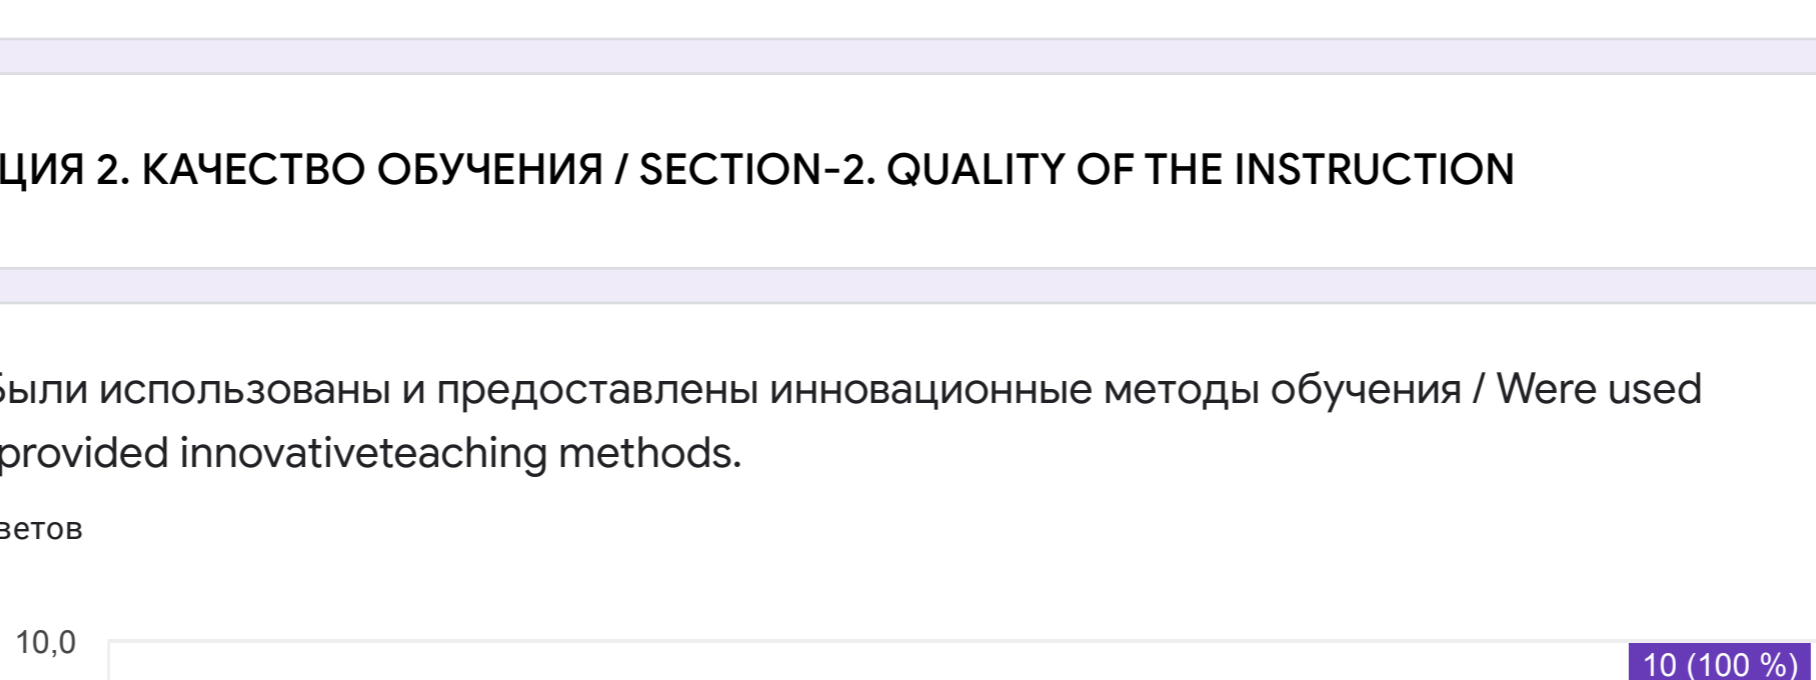 ЦИЯ 2. КАЧЕСТВО ОБУЧЕНИЯ / SECTION-2. QUALITY OF THE INSTRUCTION
Были использованы и предоставлены инновационные методы обучения / Were used
provided innovativeteaching methods.
ветов
10,0
10 (100 %)